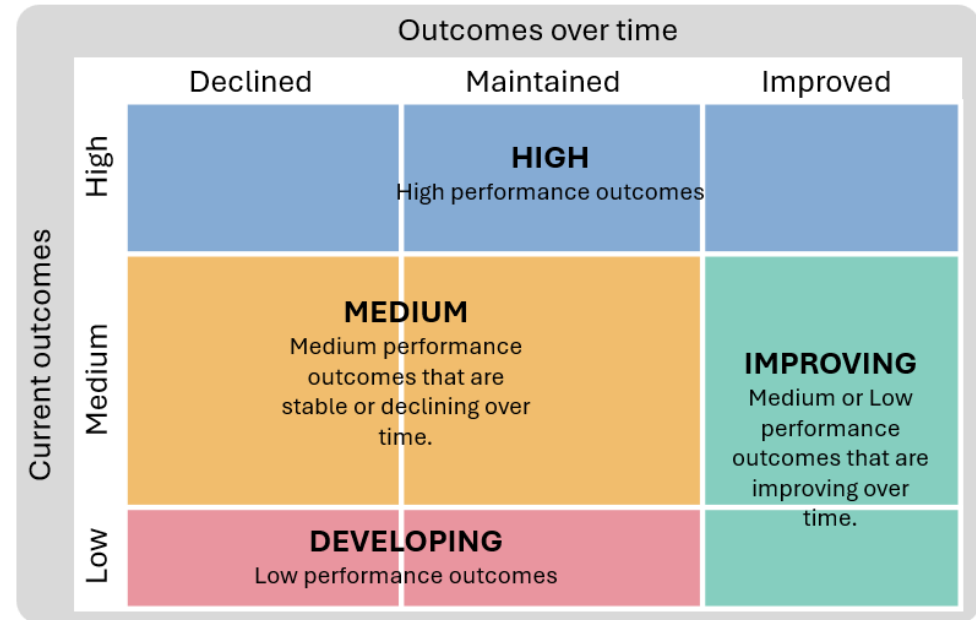 Outcomes over time
Declined
Maintained
Improved
Current outcomes
High
HIGH
High performance outcomes
Medium
MEDIUM
Medium performance
outcomes that are
stable or declining over
time.
IMPROVING
Medium or Low
performance
outcomes that are
improving over
time.
Low
DEVELOPING
Low performance outcomes